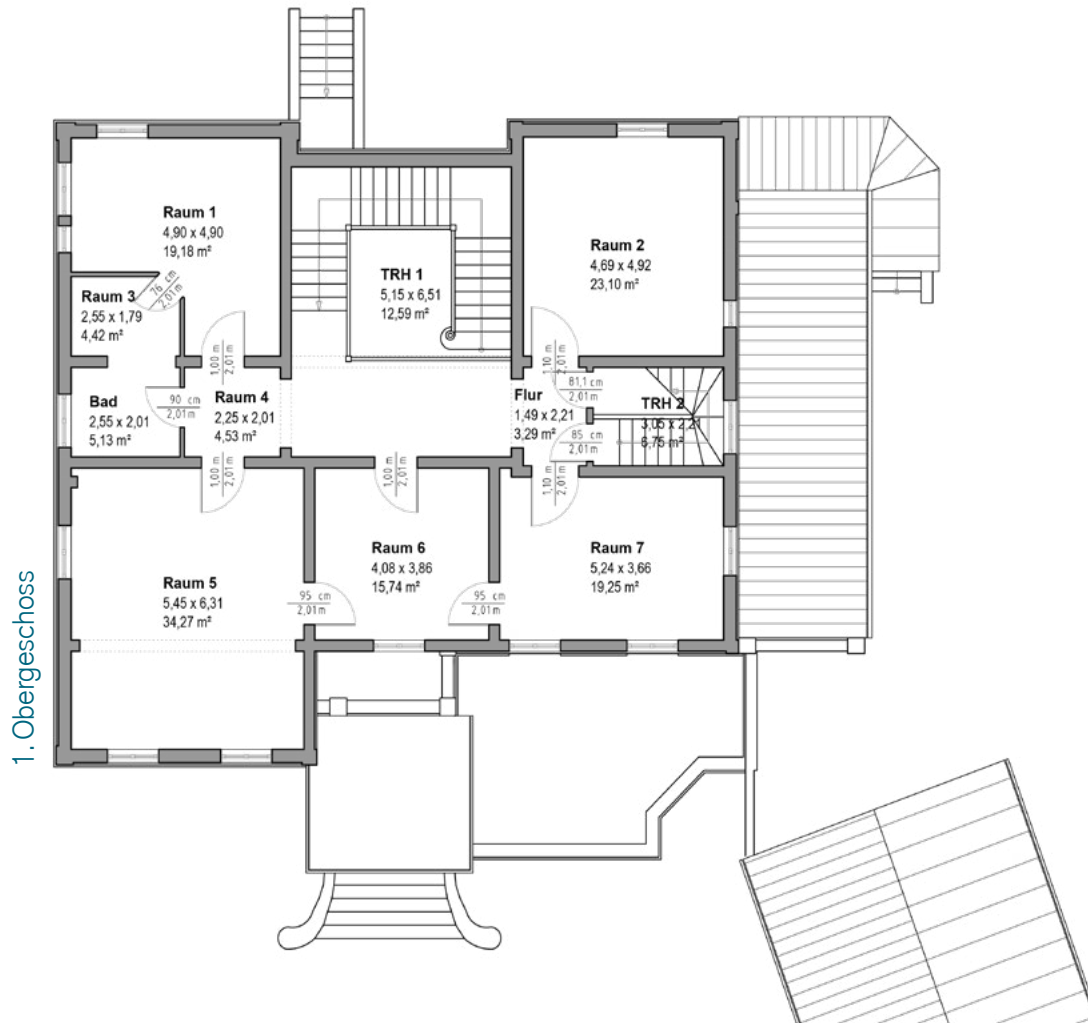 1. Obergeschoss
Raum 1
4,90 x 4,90
19,18 m²
Raum 2
4,69 x 4,92
23,10 m²
TRH 1
5,15 x 6,51
12,59 m²
76 cm
2,01 m
Raum 3
2,55 x 1,79
4,42 m²
1,00 m
2,01 m
1,10 m
2,01 m
81,1 cm
2,01 m
Bad
2,55 x 2,01
5,13 m²
90 cm
2,01 m
Raum 4
2,25 x 2,01
4,53 m²
Flur
1,49 x 2,21
3,29 m²
TRH 2
3,05 x 2,21
6,75 m²
85 cm
2,01 m
1,00 m
2,01 m
1,00 m
2,01 m
1,10 m
2,01 m
Raum 5
5,45 x 6,31
34,27 m²
Raum 6
4,08 x 3,86
15,74 m²
Raum 7
5,24 x 3,66
19,25 m²
95 cm
2,01 m
95 cm
2,01 m